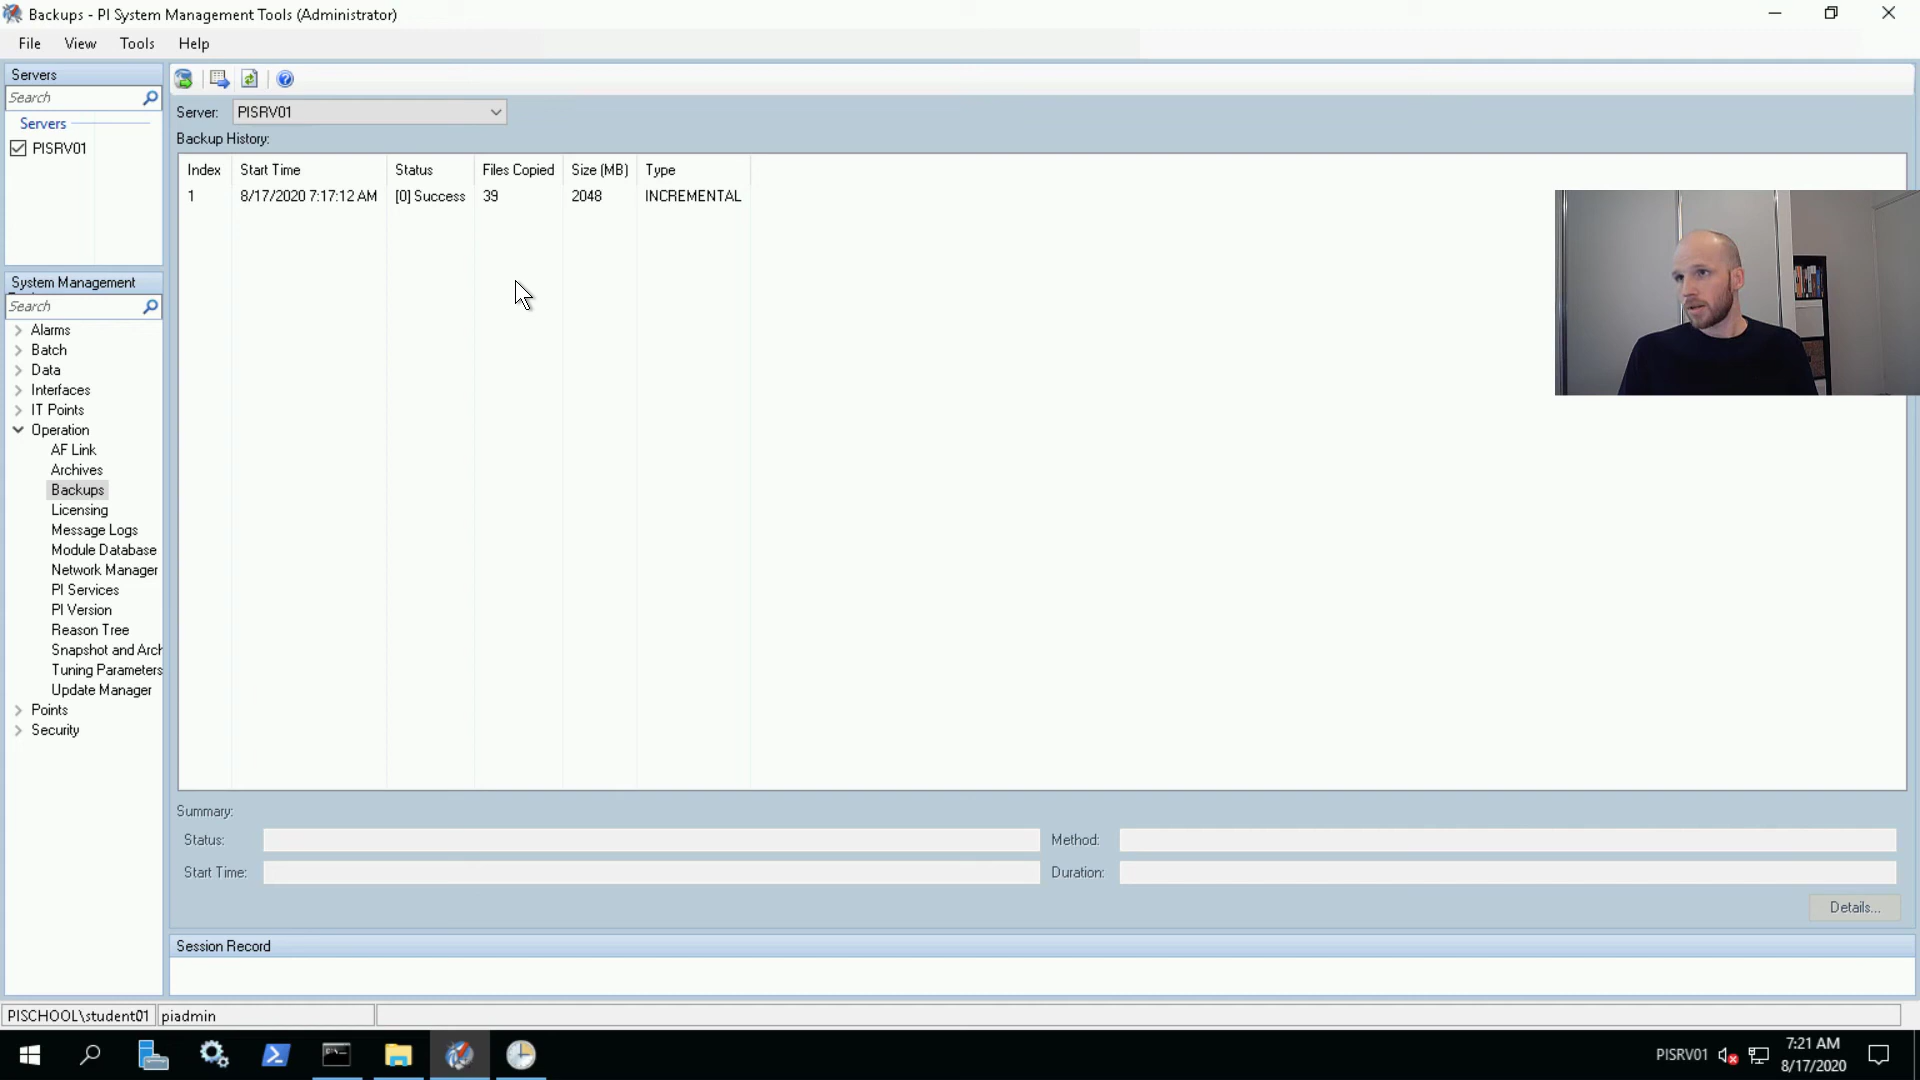 Backups - PI System Management Tools (Administrator)
File View Tools Help
Servers
Search
Servers
PISRV01
System Management
Search
Alarms
Batch
Data
Interfaces
IT Points
Operation
AF Link
Archives
Backups
Licensing
Message Logs
Module Database
Network Manager
PI Services
PI Version
Reason Tree
Snapshot and Arch
Tuning Parameters
Update Manager
Points
Security
Server: PISRV01
Backup History:
Index Start Time Status Files Copied Size (MB) Type
1 8/17/2020 7:17:12 AM [0] Success 39 2048 INCREMENTAL
Summary:
Status: Method:
Start Time: Duration:
Details...
Session Record
PISCHOOL\student01 piadmin
PISRV01 7:21 AM
8/17/2020